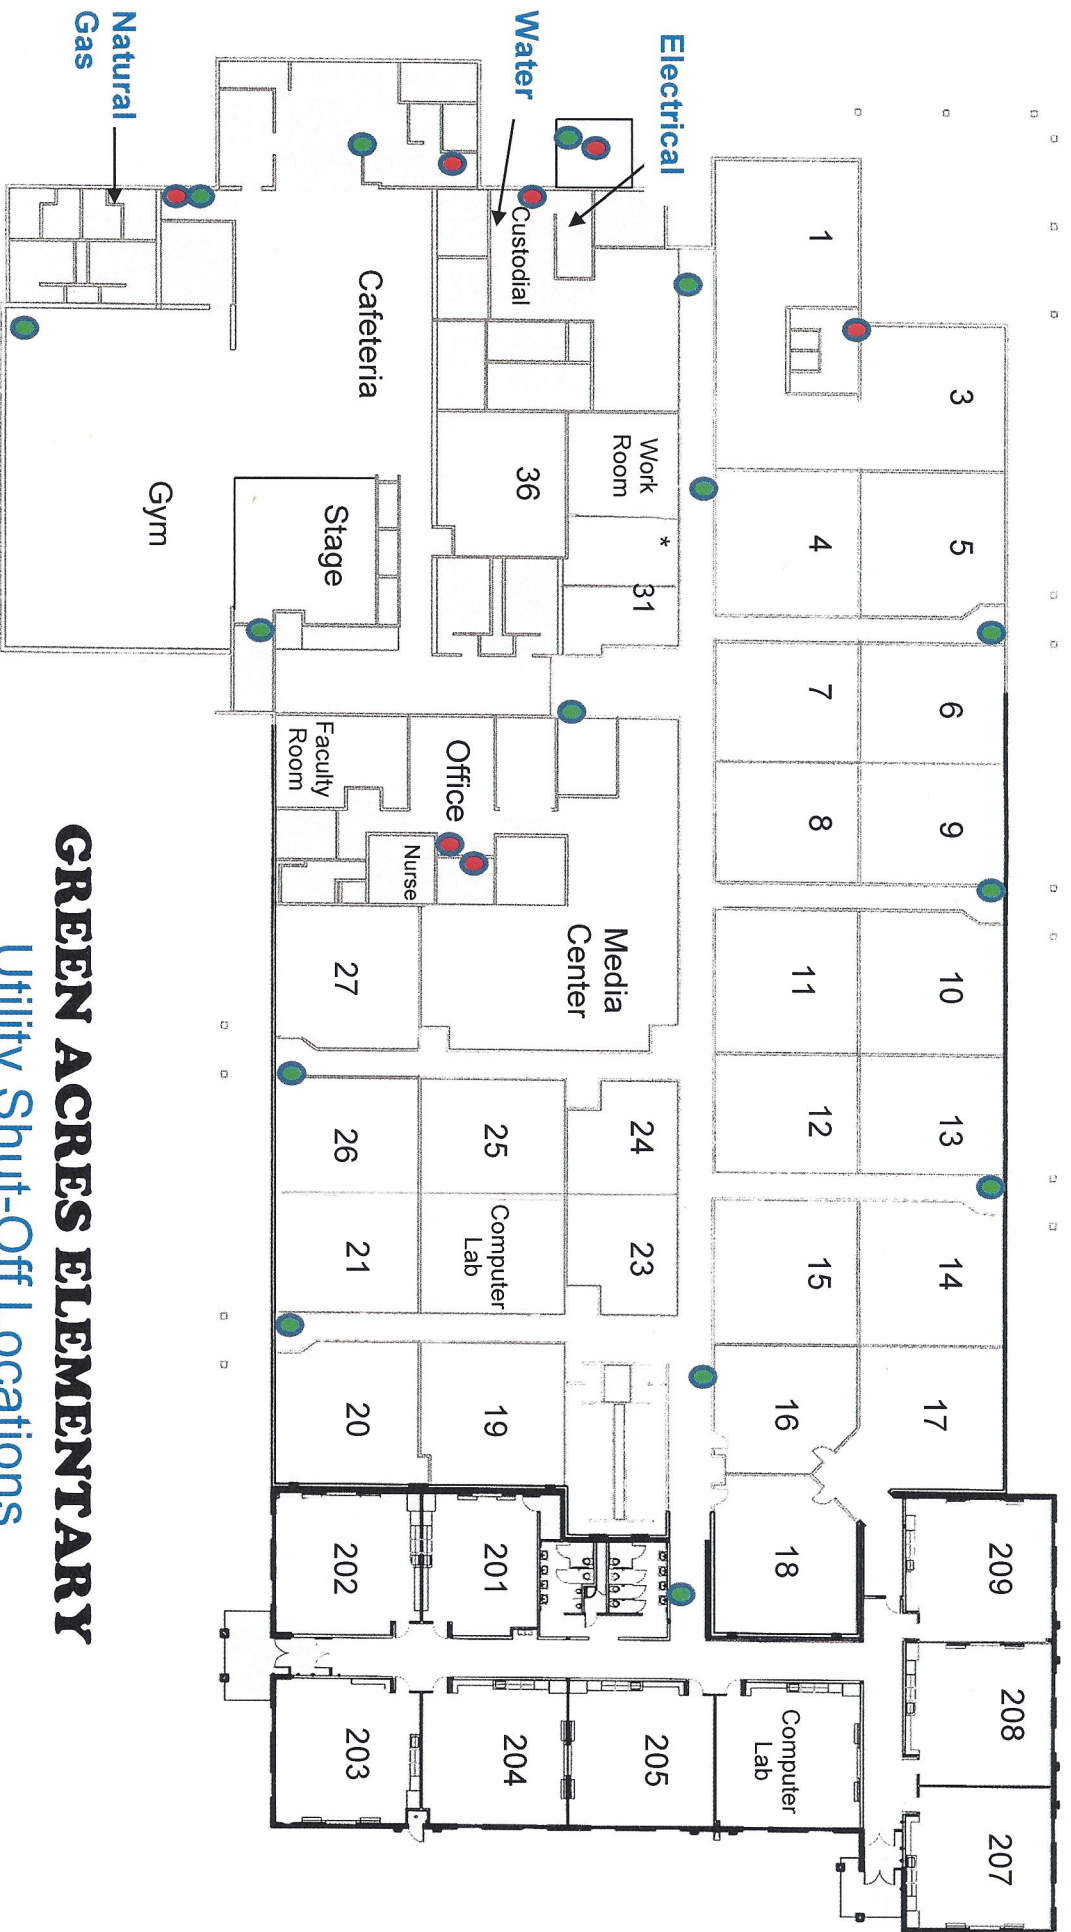 209
208
207
3
5
6
9
10
13
14
17
1
4
7
8
11
12
15
16
18
Computer
Lab
Electrical
Work
Room
*
31
Media
Center
24
23
205
Water
Custodial
36
Office
Nurse
25
Computer
Lab
19
201
204
Cafeteria
Stage
Faculty
Room
27
26
21
20
202
203
Natural
Gas
Gym
GREEN ACRES ELEMENTARY
Utility Shut-Off Locations